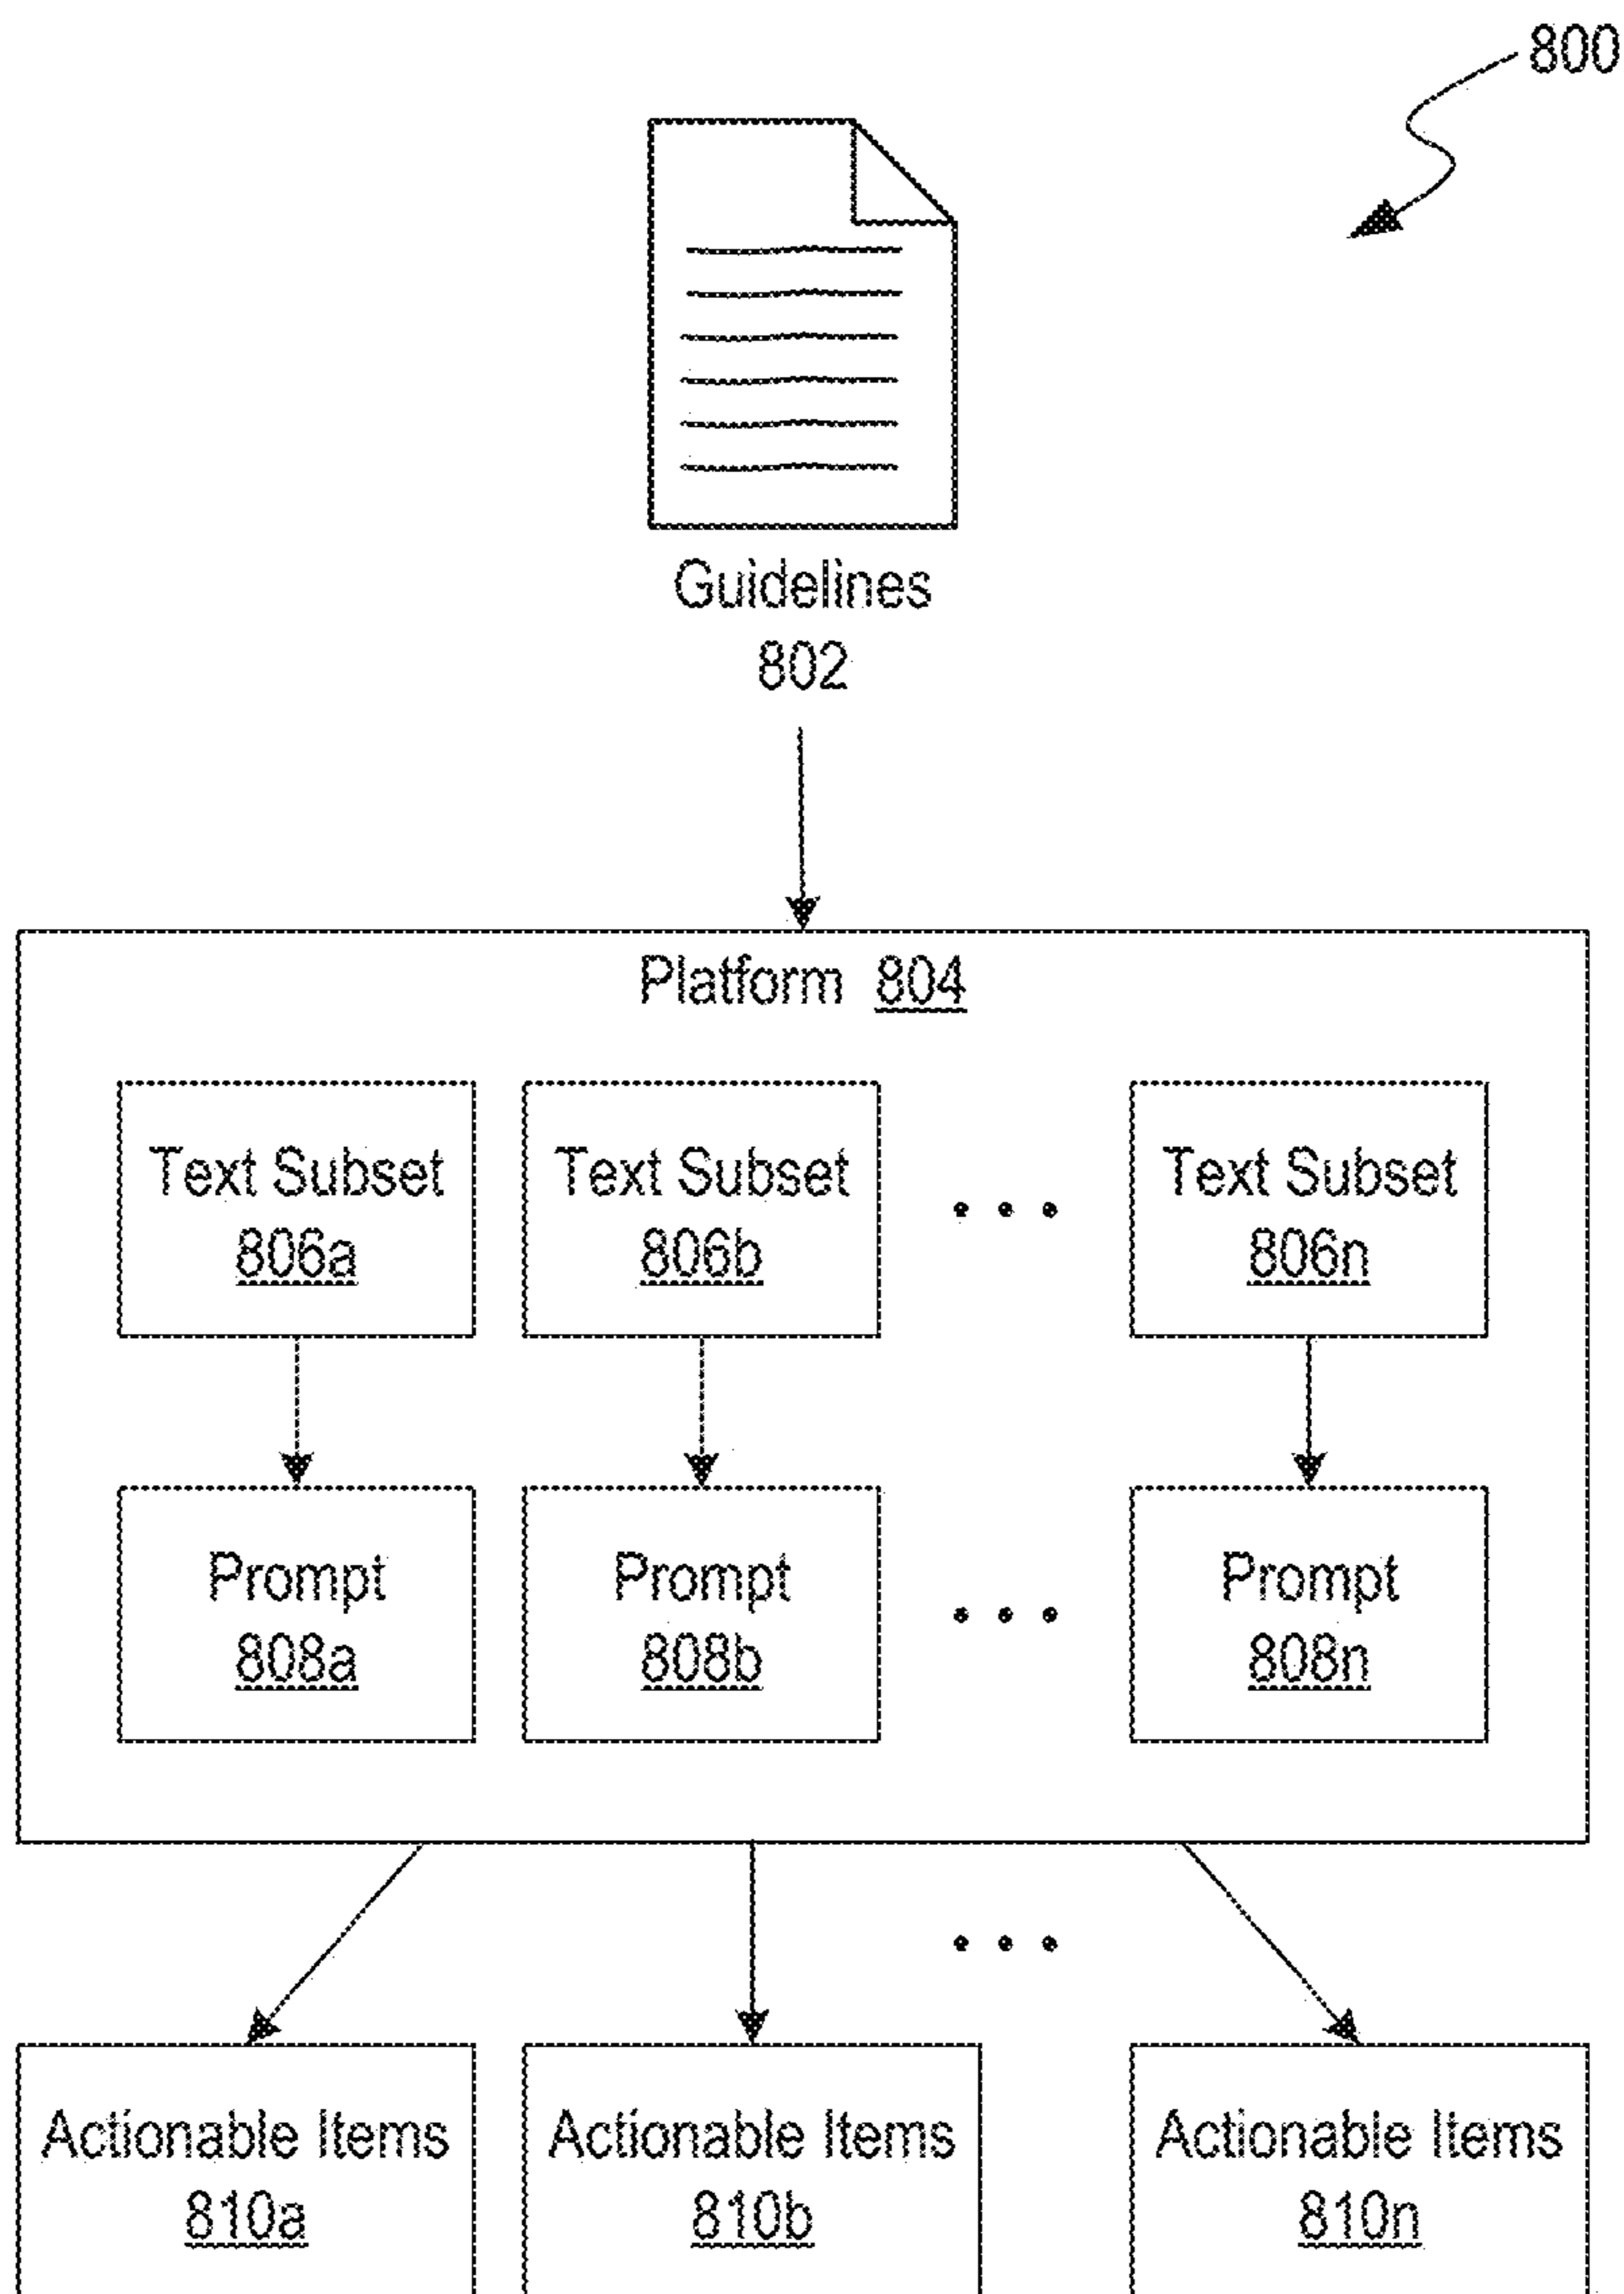 800
Guidelines
802
Platform 804
Text Subset
806a
Text Subset
806b
Text Subset
806n
Prompt
808a
Prompt
808b
Prompt
808n
Actionable Items
810a
Actionable Items
810b
Actionable Items
810n